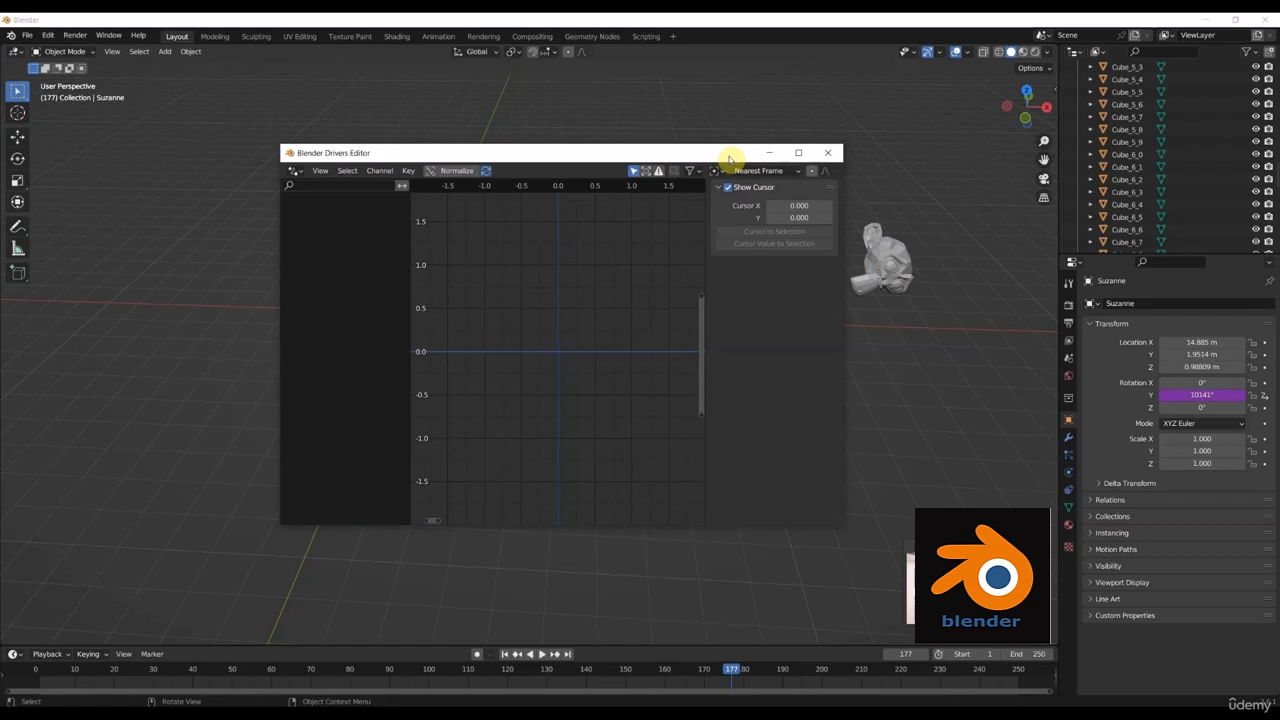 Blender
File Edit Render Window Help Layout Modeling Sculpting UV Editing Texture Paint Shading Animation Rendering Compositing Geometry Nodes Scripting + Scene ViewLayer
Object Mode View Select Add Object Global
Options
User Perspective
(177) Collection | Suzanne
Z
X
Y
Cube_5_3
Cube_5_4
Cube_5_5
Cube_5_6
Cube_5_7
Cube_5_8
Cube_5_9
Cube_6_0
Cube_6_1
Cube_6_2
Cube_6_3
Cube_6_4
Cube_6_5
Cube_6_6
Cube_6_7
Blender Drivers Editor
View Select Channel Key Normalize Nearest Frame
-1.5 -1.0 -0.5 0.0 0.5 1.0 1.5
1.5
1.0
0.5
0.0
-0.5
-1.0
-1.5
Show Cursor
Cursor X 0.000
Y 0.000
Cursor to Selection
Cursor Value to Selection
Suzanne
Suzanne
Transform
Location X 14.885 m
Y 1.9514 m
Z 0.98809 m
Rotation X 0°
Y 10141°
Z 0°
Mode XYZ Euler
Scale X 1.000
Y 1.000
Z 1.000
Delta Transform
Relations
Collections
Instancing
Motion Paths
Visibility
Viewport Display
Line Art
Custom Properties
blender
Playback Keying View Marker 177 Start 1 End 250
0 10 20 30 40 50 60 70 80 90 100 110 120 130 140 150 160 170 177 180 190 200 210 220 230 240 250
Select Rotate View Object Context Menu
udemy